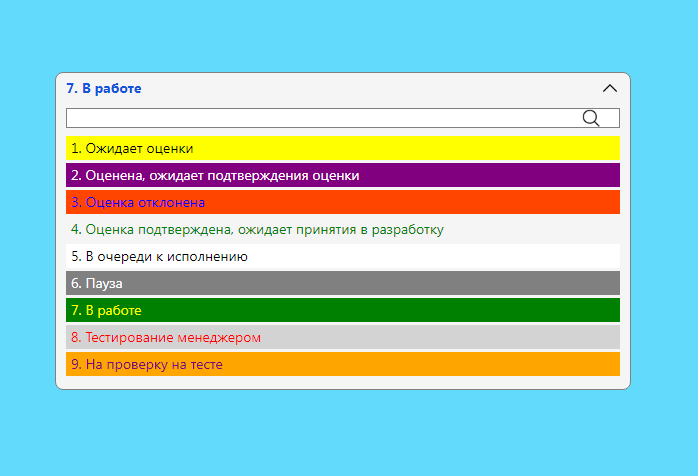 7. В работе
1. Ожидает оценки
2. Оценена, ожидает подтверждения оценки
3. Оценка отклонена
4. Оценка подтверждена, ожидает принятия в разработку
5. В очереди к исполнению
6. Пауза
7. В работе
8. Тестирование менеджером
9. На проверку на тесте